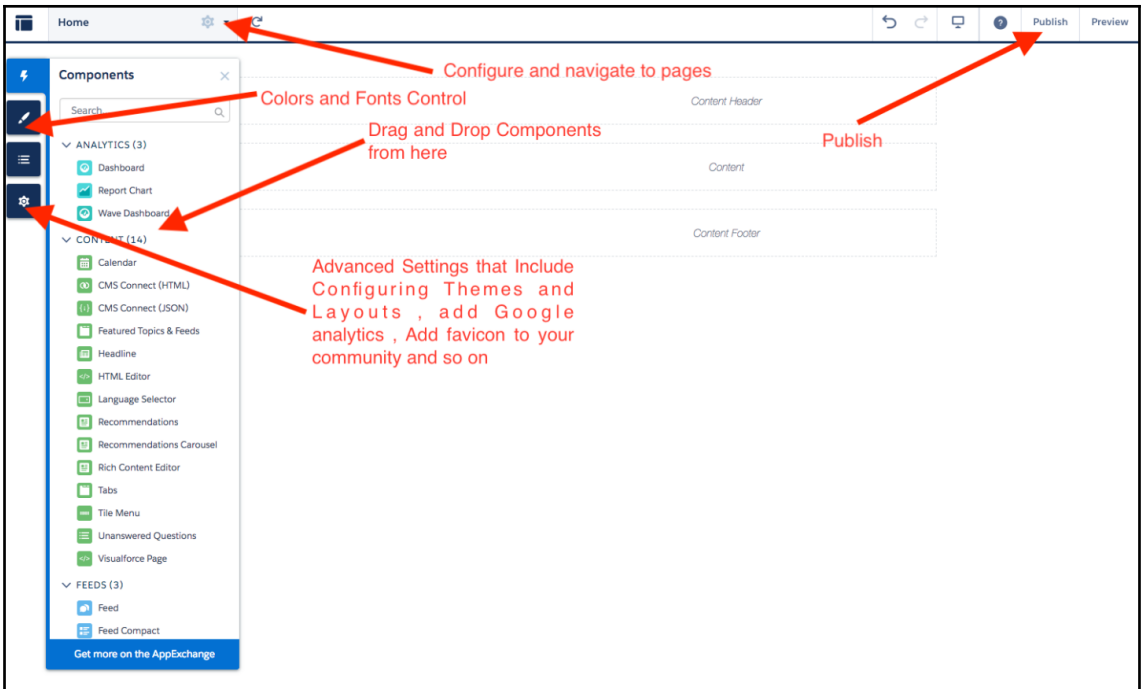 Home
Publish
Preview
Components
Configure and navigate to pages
Search
Colors and Fonts Control
Content Header
Drag and Drop Components
from here
Publish
ANALYTICS (3)
Dashboard
Content
Report Chart
Wave Dashboard
CONTENT (14)
Content Footer
Calendar
CMS Connect (HTML)
CMS Connect (JSON)
Featured Topics & Feeds
Headline
HTML Editor
Language Selector
Recommendations
Recommendations Carousel
Rich Content Editor
Tabs
Tile Menu
Unanswered Questions
Visualforce Page
Advanced Settings that Include
Configuring Themes and
Layouts , add Google
analytics , Add favicon to your
community and so on
FEEDS (3)
Feed
Feed Compact
Get more on the AppExchange